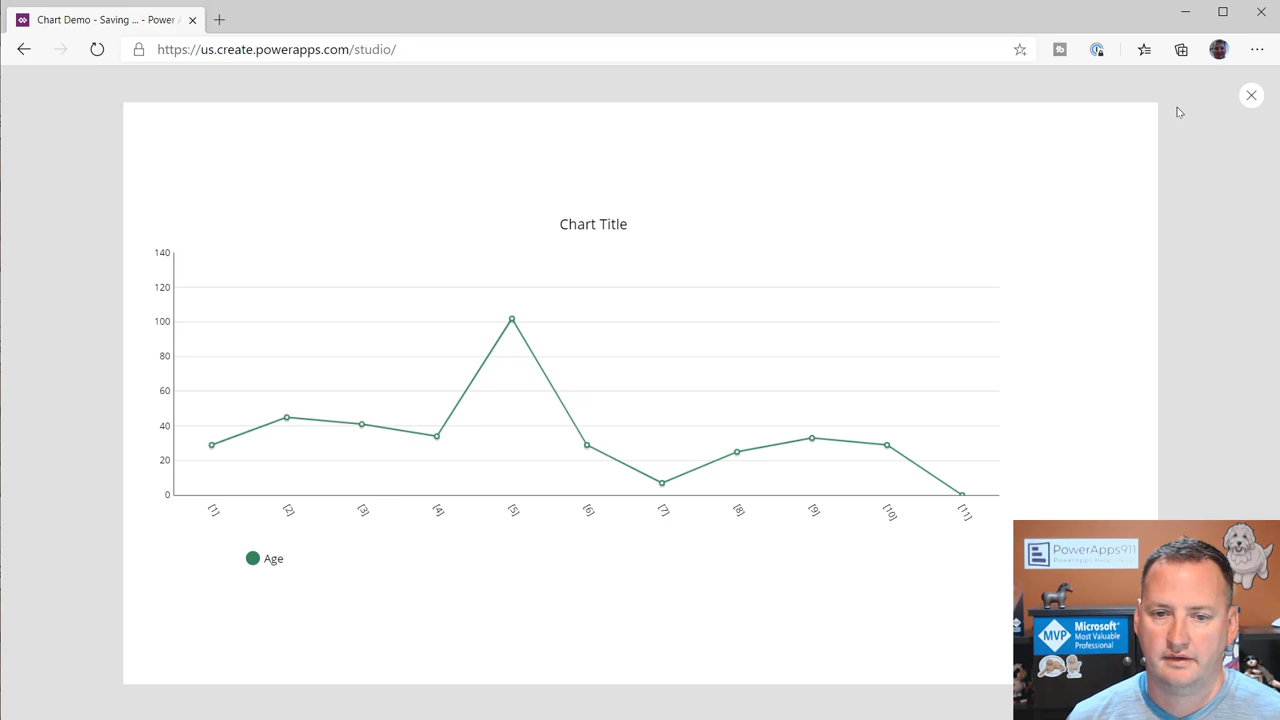 Chart Demo - Saving ... - Power
https://us.create.powerapps.com/studio/
Chart Title
140
120
100
80
60
40
20
0
[1]
[2]
[3]
[4]
[5]
[6]
[7]
[8]
[9]
[10]
[11]
Age
PowerApps911
Microsoft
MVP
Most Valuable
Professional